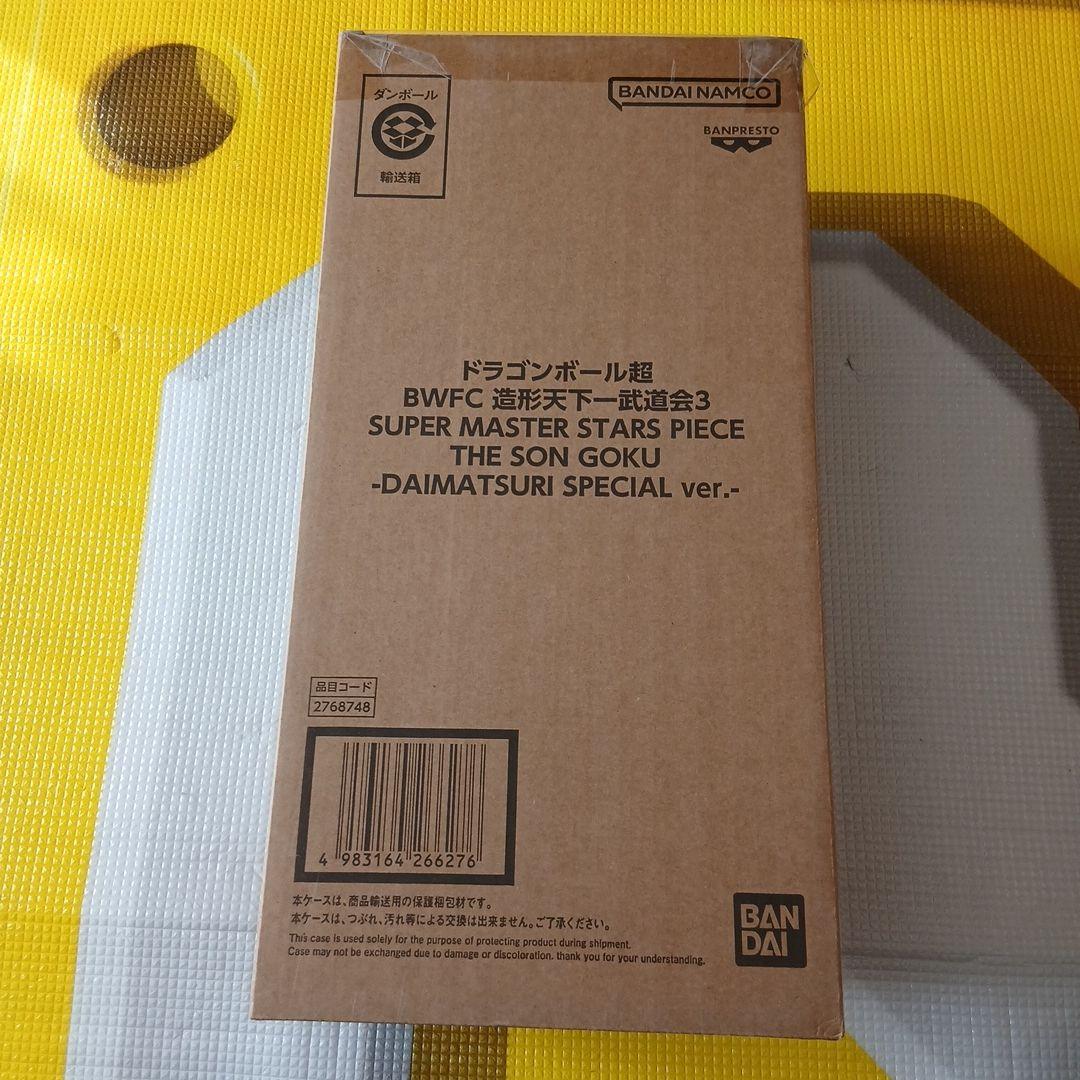 ダンボール
輸送箱
BANDAI NAMCO
BANPRESTO
ドラゴンボール超
BWFC 造形天下一武道会3
SUPER MASTER STARS PIECE
THE SON GOKU
-DAIMATSURI SPECIAL ver.-
品目コード
2768748
4 983164 266276
本ケースは、商品輸送用の保護梱包材です。
本ケースは、つぶれ、汚れ等による交換は出来ません。ご了承ください。
This case is used solely for the purpose of protecting product during shipment.
Case may not be exchanged due to damage or discoloration. thank you for your understanding.
BAN
DAI